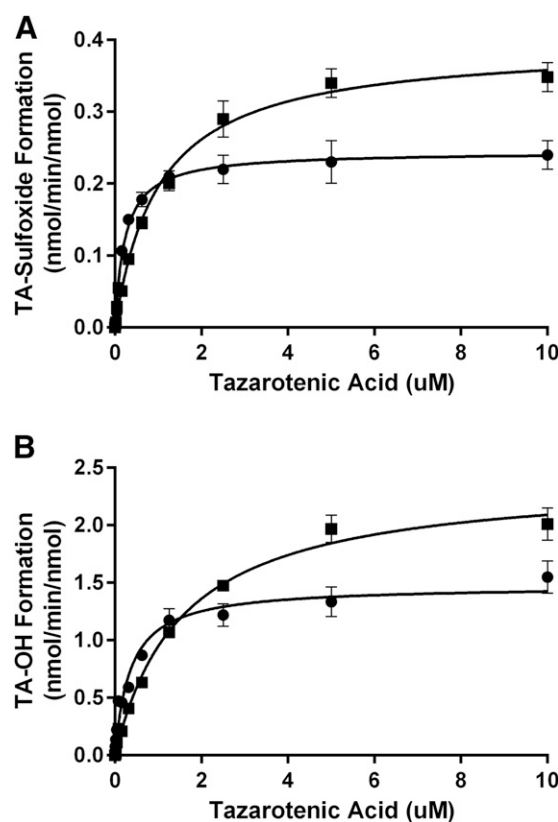 A
TA-Sulfoxide Formation
(nmol/min/nmol)
0.4
0.3
0.2
0.1
0.0
0
2
4
6
8
10
Tazarotenic Acid (uM)
B
TA-OH Formation
(nmol/min/nmol)
2.5
2.0
1.5
1.0
0.5
0.0
0
2
4
6
8
10
Tazarotenic Acid (uM)